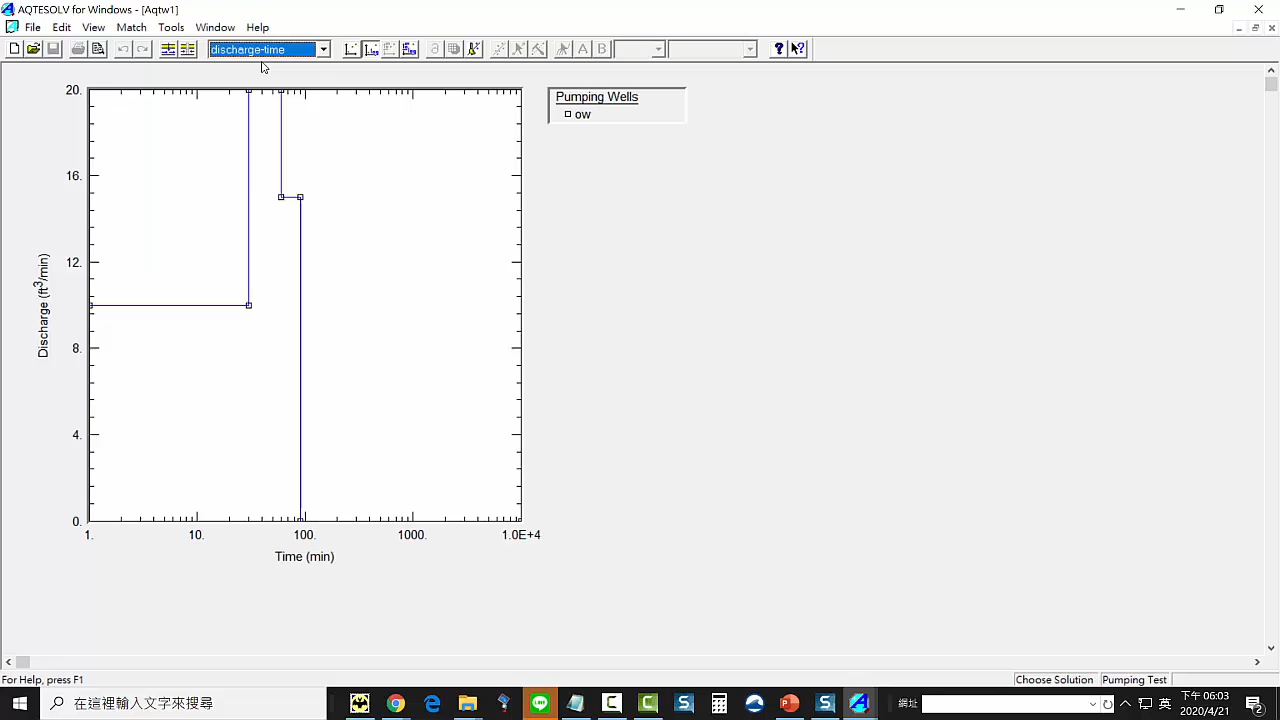 AQTESOLV for Windows - [Aqtw1]
File Edit View Match Tools Window Help
discharge-time
A B
20.
16.
12.
8.
4.
0.
Discharge (ft3/min)
1. 10. 100. 1000. 1.0E+4
Time (min)
Pumping Wells
ow
For Help, press F1
Choose Solution Pumping Test
在這裡輸入文字來搜尋
LINE
網址
英
下午 06:03
2020/4/21